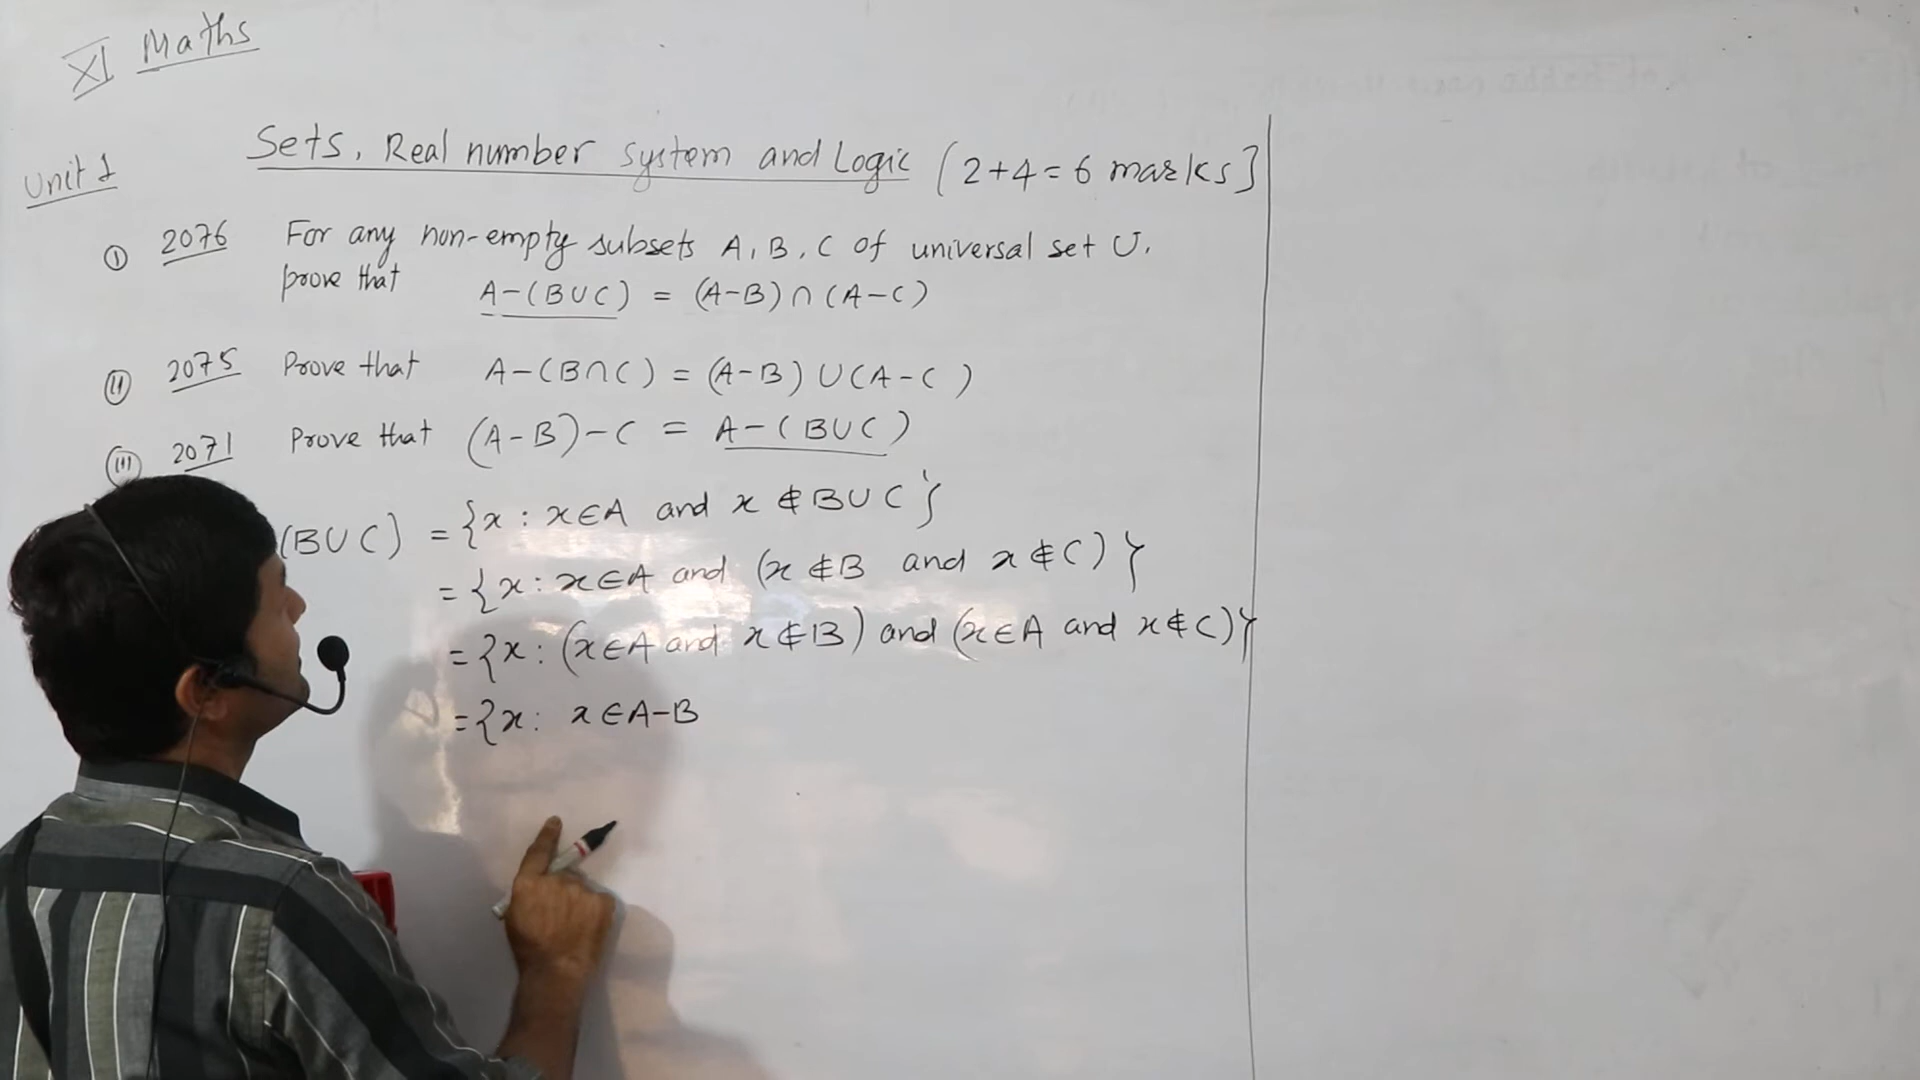 XI Maths
Unit 1
Sets, Real number system and Logic (2+4=6 marks]
(i) 2076 For any non-empty subsets A, B, C of universal set U.
prove that A-(B∪C) = (A-B)∩(A-C)
(ii) 2075 Prove that A-(B∩C) = (A-B)∪(A-C)
(iii) 2071 Prove that (A-B)-C = A-(B∪C)
(B∪C) = {x : x∈A and x∉B∪C}
= {x : x∈A and (x∉B and x∉C)}
= {x : (x∈A and x∉B) and (x∈A and x∉C)}
= {x : x∈A-B